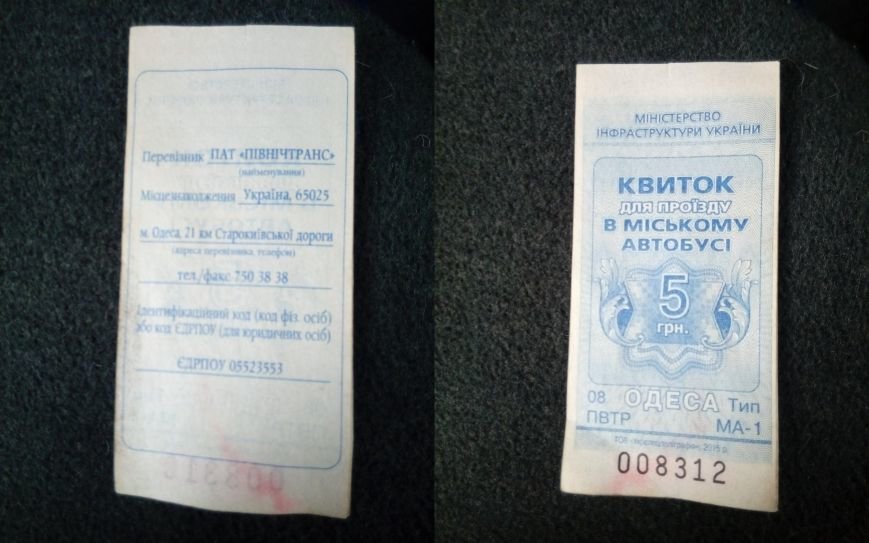 Перевізник ПАТ «ПІВНІЧТРАНС»
(найменування)
Місцезнаходження Україна, 65025
м. Одеса, 21 км Старокиївської дороги
(адреса перевізника, телефон)
тел./факс 750 38 38
Ідентифікаційний код (код фіз. осіб)
або код ЄДРПОУ (для юридичних осіб)
ЄДРПОУ 05523553
МІНІСТЕРСТВО
ІНФРАСТРУКТУРИ УКРАЇНИ
КВИТОК
ДЛЯ ПРОЇЗДУ
В МІСЬКОМУ
АВТОБУСІ
5
грн.
08 ОДЕСА Тип
ПВТР МА-1
ТОВ 2015 р.
008312